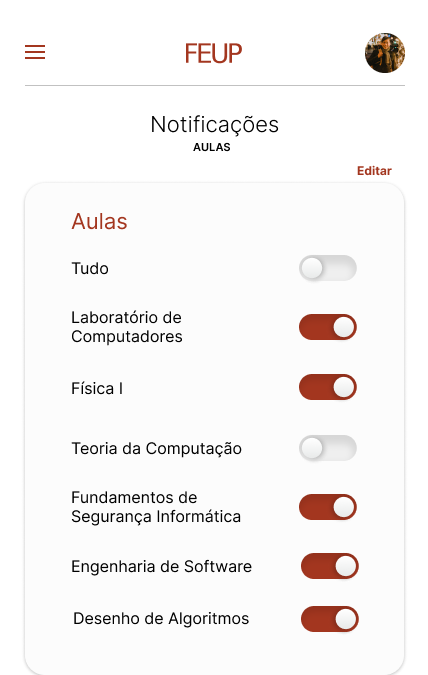 FEUP
Notificações
AULAS
Editar
Aulas
Tudo
Laboratório de
Computadores
Física I
Teoria da Computação
Fundamentos de
Segurança Informática
Engenharia de Software
Desenho de Algoritmos